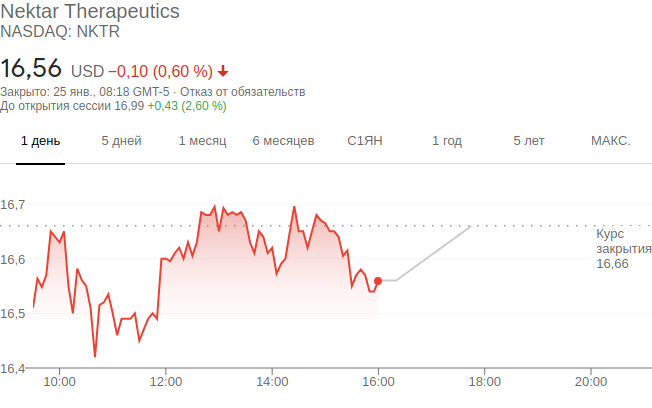 Nektar Therapeutics
NASDAQ: NKTR
16,56 USD −0,10 (0,60 %)
Закрыто: 25 янв., 08:18 GMT-5 · Отказ от обязательств
До открытия сессии 16,99 +0,43 (2,60 %)
1 день 5 дней 1 месяц 6 месяцев С1ЯН 1 год 5 лет МАКС.
16,7
Курс
закрытия
16,66
16,6
16,5
16,4
10:00 12:00 14:00 16:00 18:00 20:00